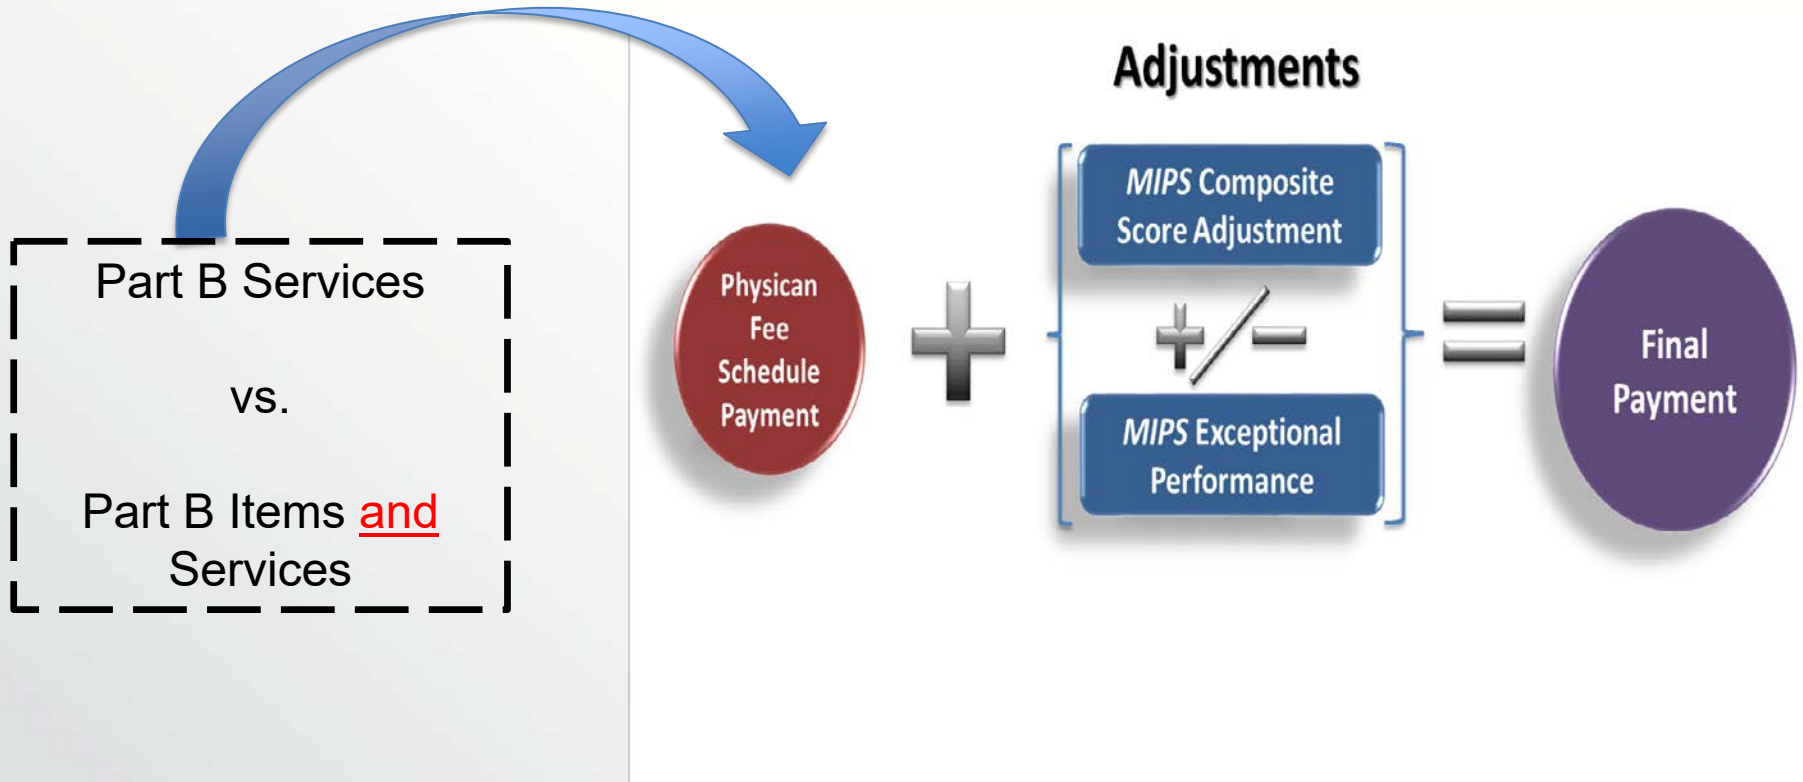 Part B Services
vs.
Part B Items and
Services
Adjustments
Physican
Fee
Schedule
Payment
+
MIPS Composite
Score Adjustment
+/−
MIPS Exceptional
Performance
=
Final
Payment